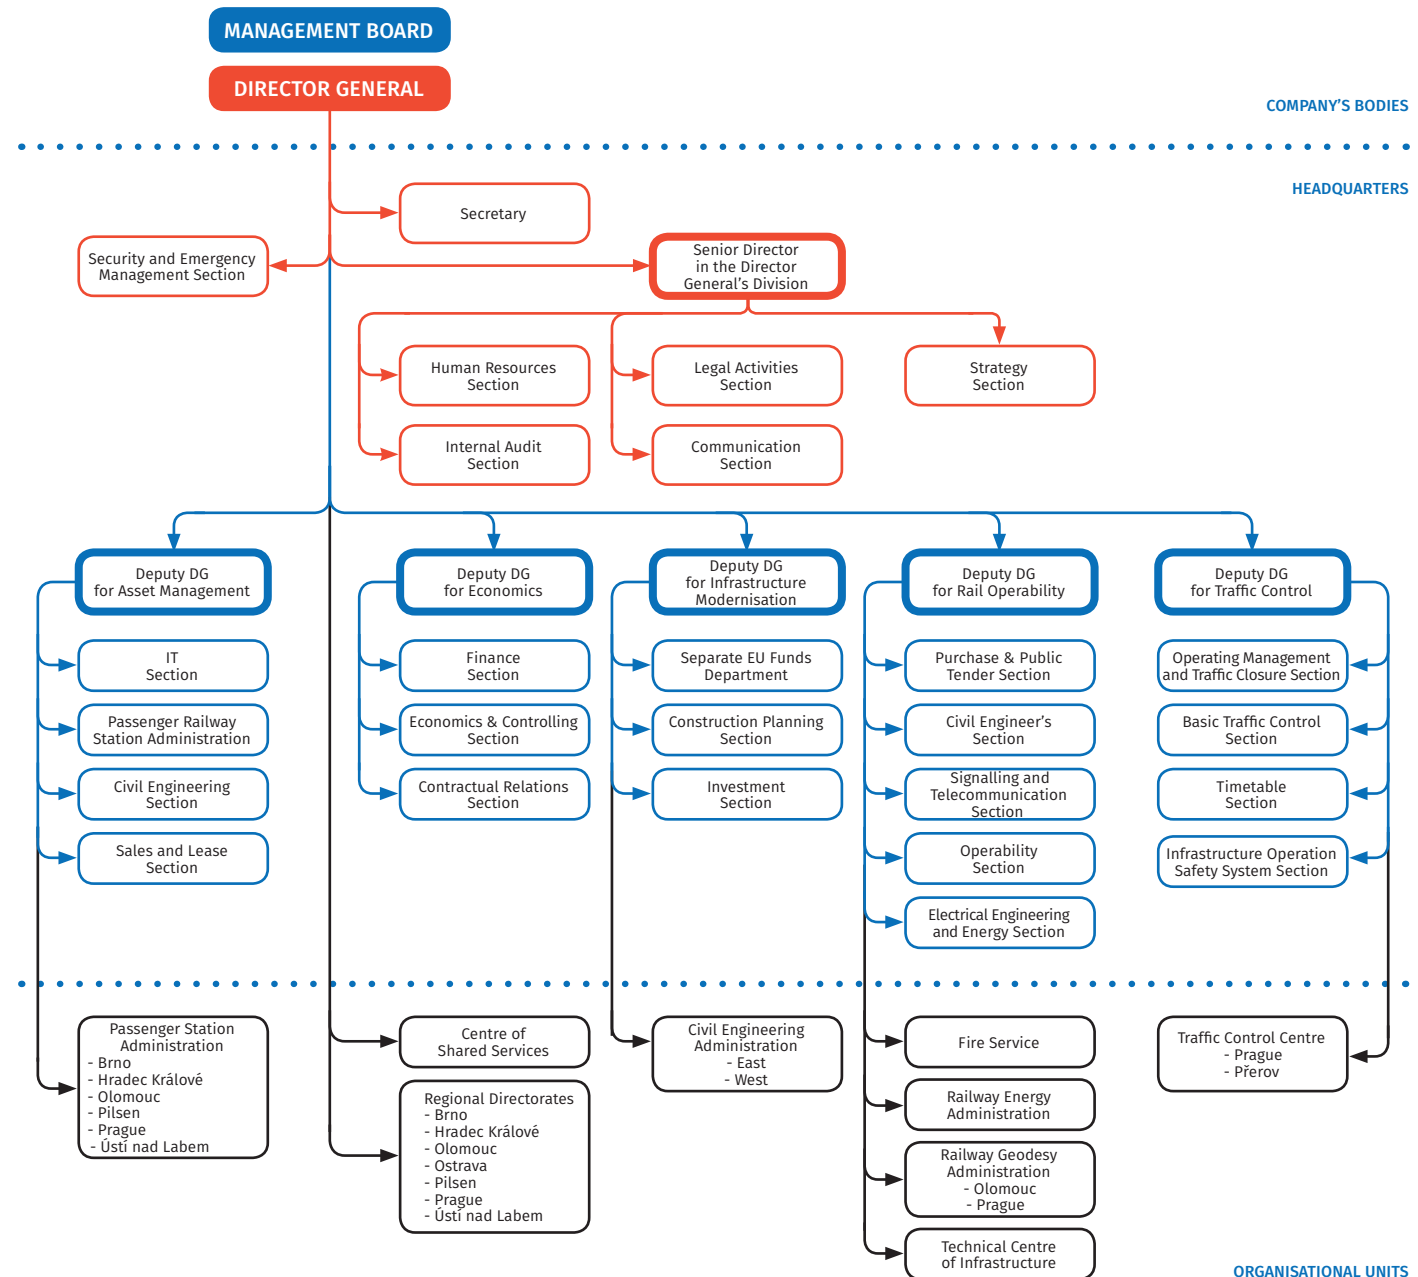 MANAGEMENT BOARD
DIRECTOR GENERAL
COMPANY'S BODIES
HEADQUARTERS
Secretary
Security and Emergency
Management Section
Senior Director
in the Director
General's Division
Human Resources
Section
Legal Activities
Section
Strategy
Section
Internal Audit
Section
Communication
Section
Deputy DG
for Asset Management
Deputy DG
for Economics
Deputy DG
for Infrastructure
Modernisation
Deputy DG
for Rail Operability
Deputy DG
for Traffic Control
IT
Section
Finance
Section
Separate EU Funds
Department
Purchase & Public
Tender Section
Operating Management
and Traffic Closure Section
Passenger Railway
Station Administration
Economics & Controlling
Section
Construction Planning
Section
Civil Engineer's
Section
Basic Traffic Control
Section
Civil Engineering
Section
Contractual Relations
Section
Investment
Section
Signalling and
Telecommunication
Section
Timetable
Section
Sales and Lease
Section
Operability
Section
Infrastructure Operation
Safety System Section
Electrical Engineering
and Energy Section
Passenger Station
Administration
- Brno
- Hradec Králové
- Olomouc
- Pilsen
- Prague
- Ústí nad Labem
Centre of
Shared Services
Regional Directorates
- Brno
- Hradec Králové
- Olomouc
- Ostrava
- Pilsen
- Prague
- Ústí nad Labem
Civil Engineering
Administration
- East
- West
Fire Service
Railway Energy
Administration
Railway Geodesy
Administration
- Olomouc
- Prague
Technical Centre
of Infrastructure
Traffic Control Centre
- Prague
- Přerov
ORGANISATIONAL UNITS